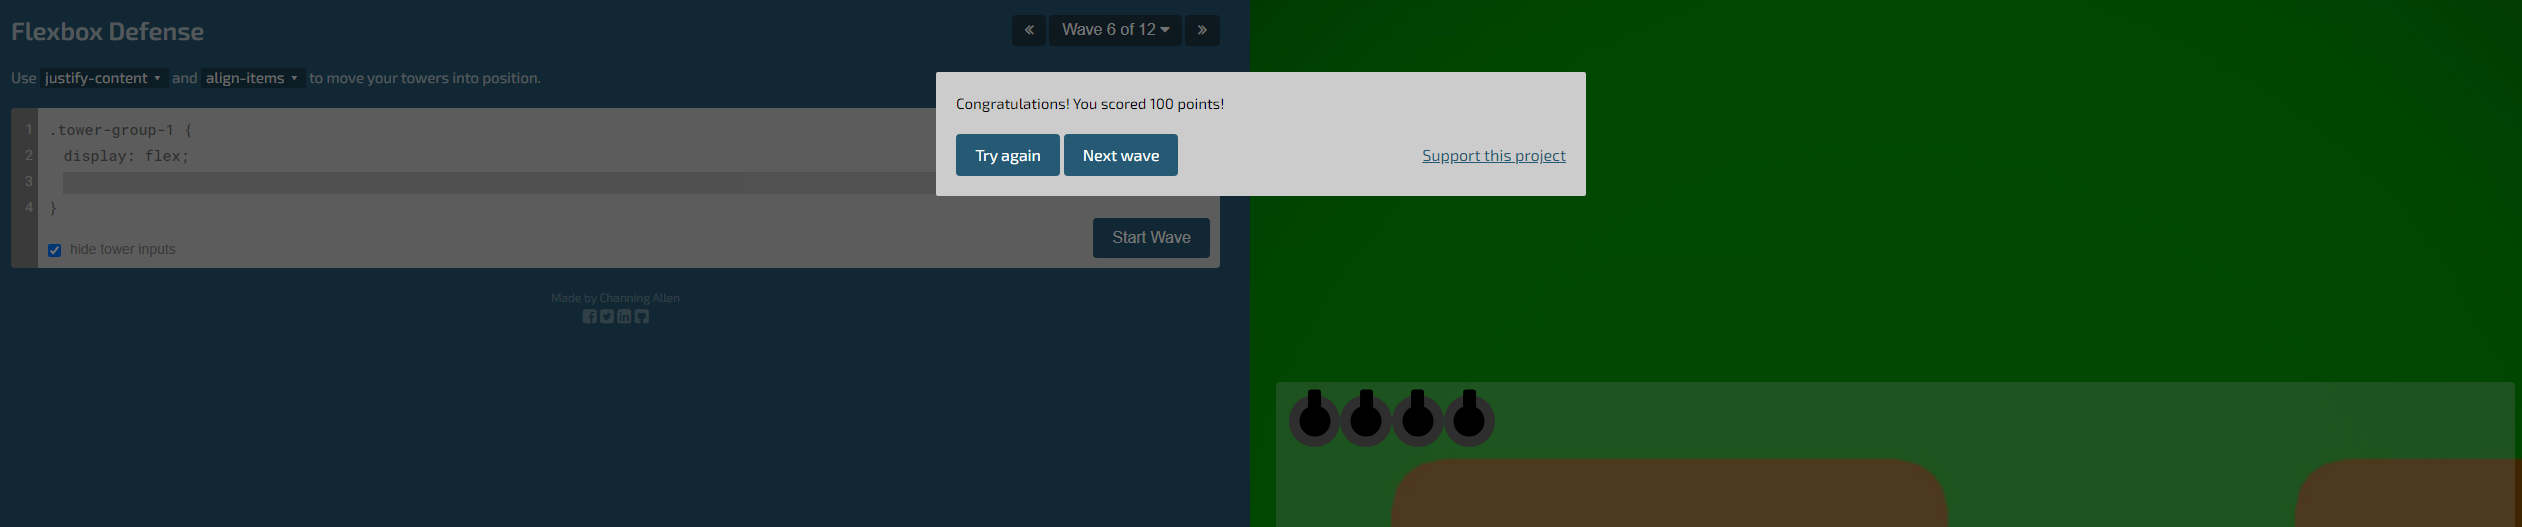 Flexbox Defense
« Wave 6 of 12 »
Use justify-content and align-items to move your towers into position.
Congratulations! You scored 100 points!
Try again Next wave Support this project
1 .tower-group-1 {
2 display: flex;
3
4 }
Start Wave
hide tower inputs
Made by Channing Allen